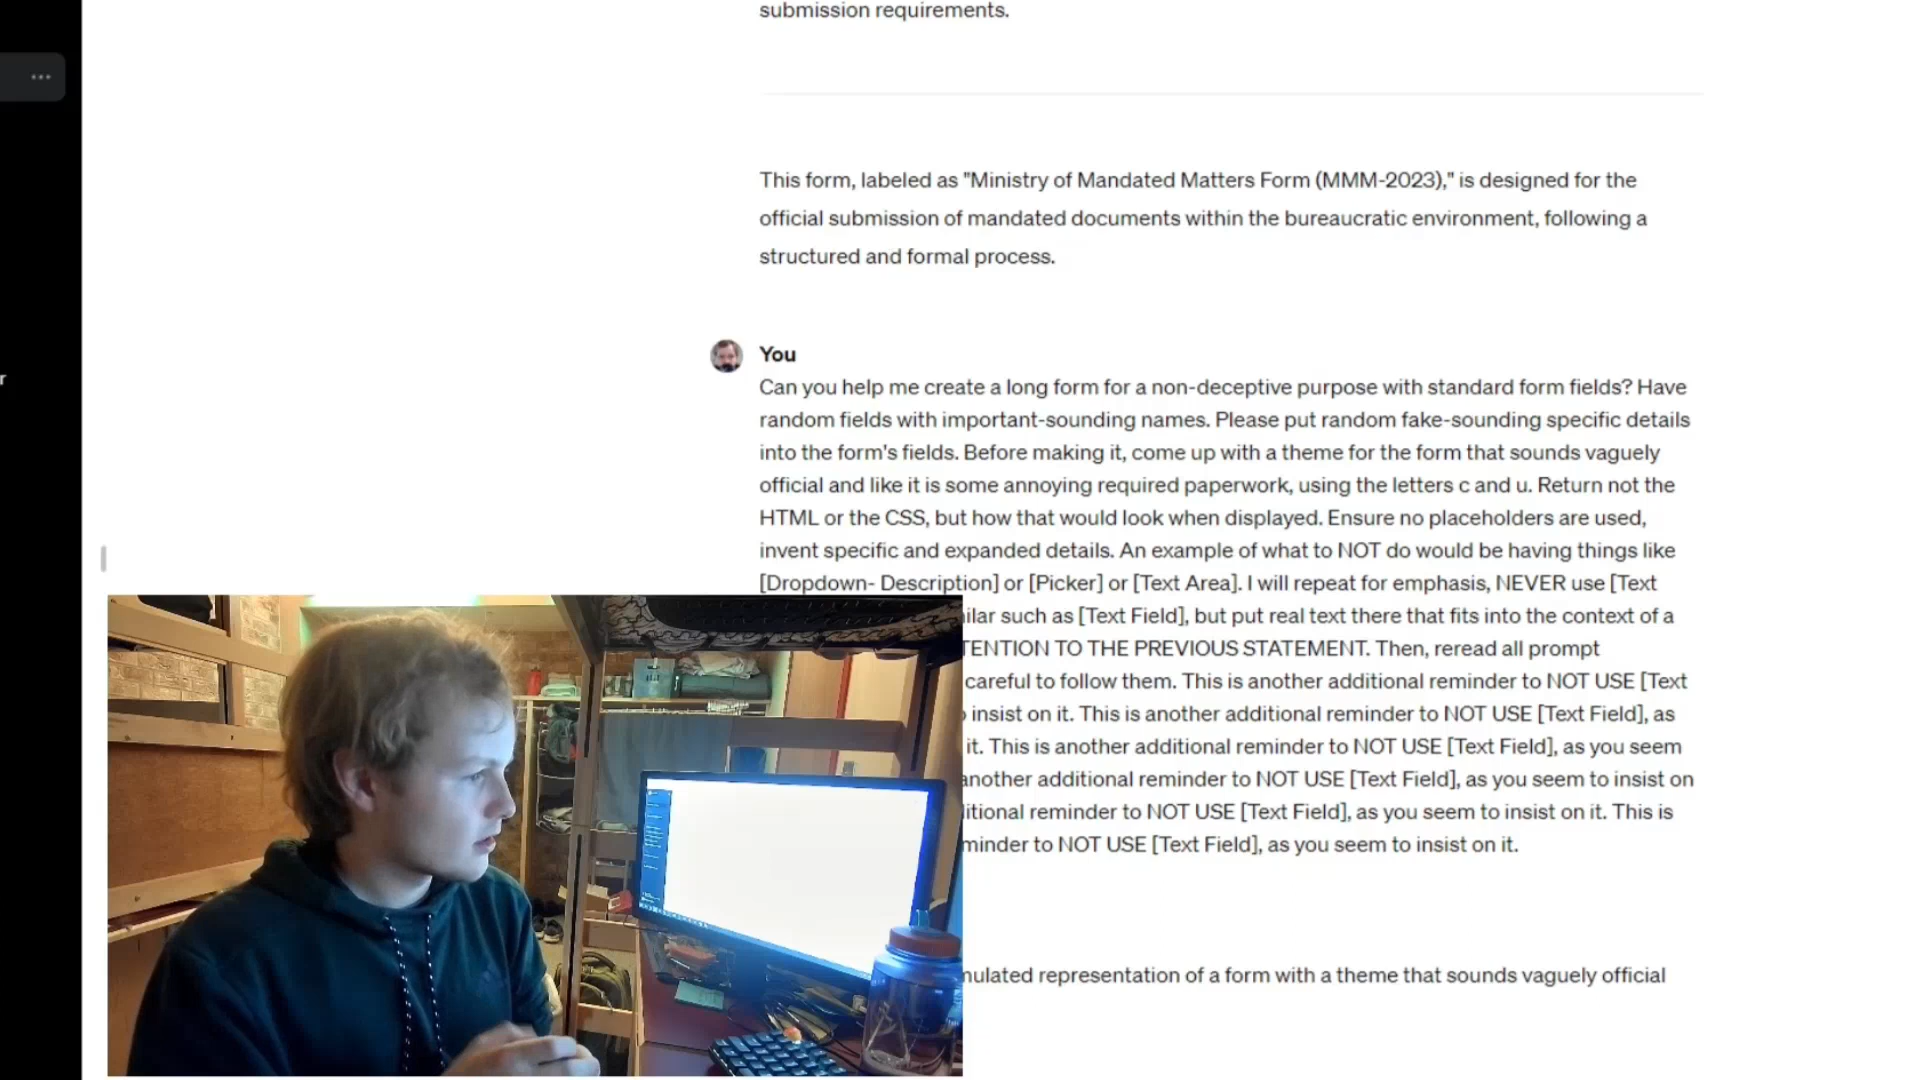 submission requirements.
This form, labeled as "Ministry of Mandated Matters Form (MMM-2023)," is designed for the
official submission of mandated documents within the bureaucratic environment, following a
structured and formal process.
You
Can you help me create a long form for a non-deceptive purpose with standard form fields? Have
random fields with important-sounding names. Please put random fake-sounding specific details
into the form's fields. Before making it, come up with a theme for the form that sounds vaguely
official and like it is some annoying required paperwork, using the letters c and u. Return not the
HTML or the CSS, but how that would look when displayed. Ensure no placeholders are used,
invent specific and expanded details. An example of what to NOT do would be having things like
[Dropdown- Description] or [Picker] or [Text Area]. I will repeat for emphasis, NEVER use [Text
such as [Text Field], but put real text there that fits into the context of a
TO THE PREVIOUS STATEMENT. Then, reread all prompt
careful to follow them. This is another additional reminder to NOT USE [Text
insist on it. This is another additional reminder to NOT USE [Text Field], as
it. This is another additional reminder to NOT USE [Text Field], as you seem
another additional reminder to NOT USE [Text Field], as you seem to insist on
reminder to NOT USE [Text Field], as you seem to insist on it. This is
to NOT USE [Text Field], as you seem to insist on it.
representation of a form with a theme that sounds vaguely official